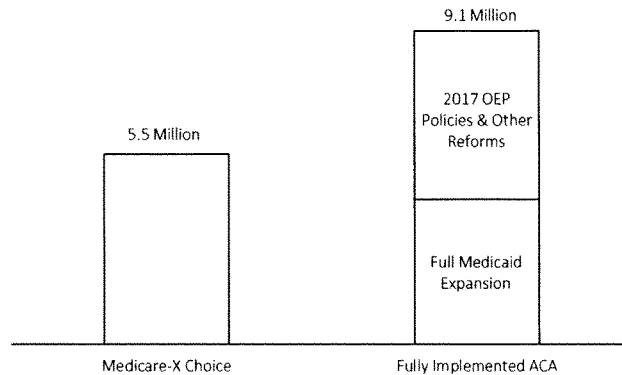 9.1 Million
5.5 Million
2017 OEP
Policies & Other
Reforms
Full Medicaid
Expansion
Medicare-X Choice
Fully Implemented ACA